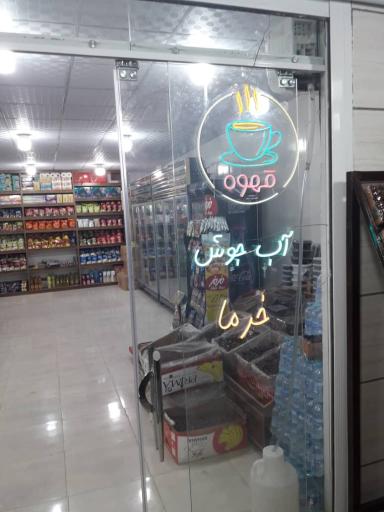 قهوه
آب جوش
خرما